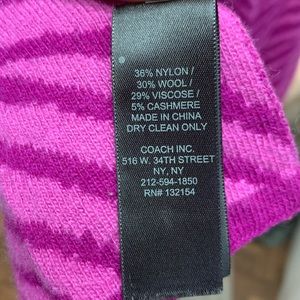 36% NYLON /
30% WOOL /
29% VISCOSE /
5% CASHMERE
MADE IN CHINA
DRY CLEAN ONLY
COACH INC.
516 W. 34TH STREET
NY, NY
212-594-1850
RN# 132154